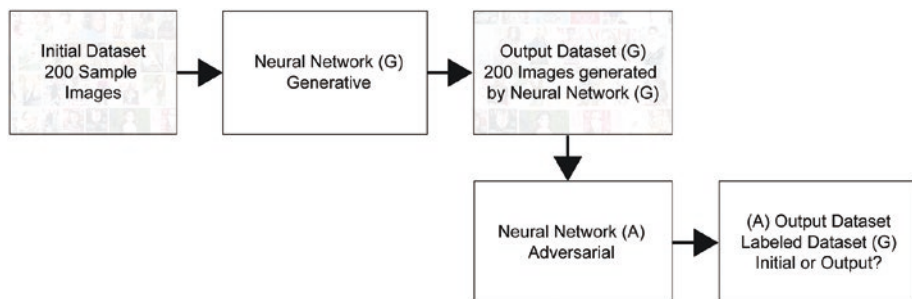 Initial Dataset
200 Sample
Images
Neural Network (G)
Generative
Output Dataset (G)
200 Images generated
by Neural Network (G)
Neural Network (A)
Adversarial
(A) Output Dataset
Labeled Dataset (G)
Initial or Output?